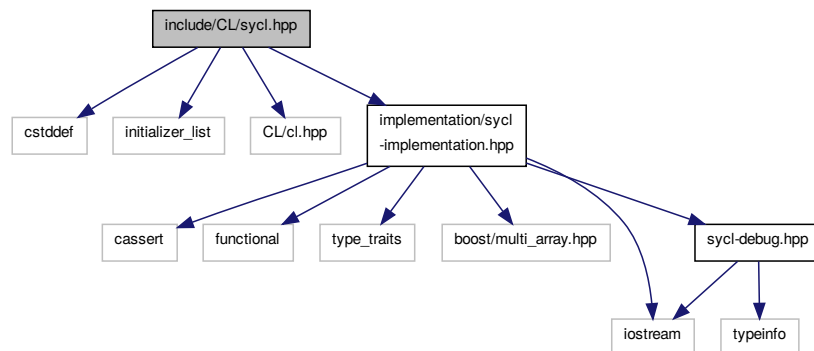 include/CL/sycl.hpp
cstddef
initializer_list
CL/cl.hpp
implementation/sycl
-implementation.hpp
cassert
functional
type_traits
boost/multi_array.hpp
sycl-debug.hpp
iostream
typeinfo